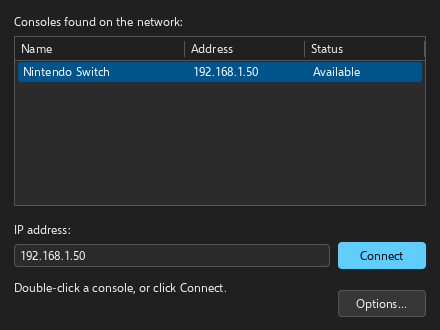 Consoles found on the network:
Name Address Status
Nintendo Switch 192.168.1.50 Available
IP address:
192.168.1.50 Connect
Double-click a console, or click Connect.
Options...